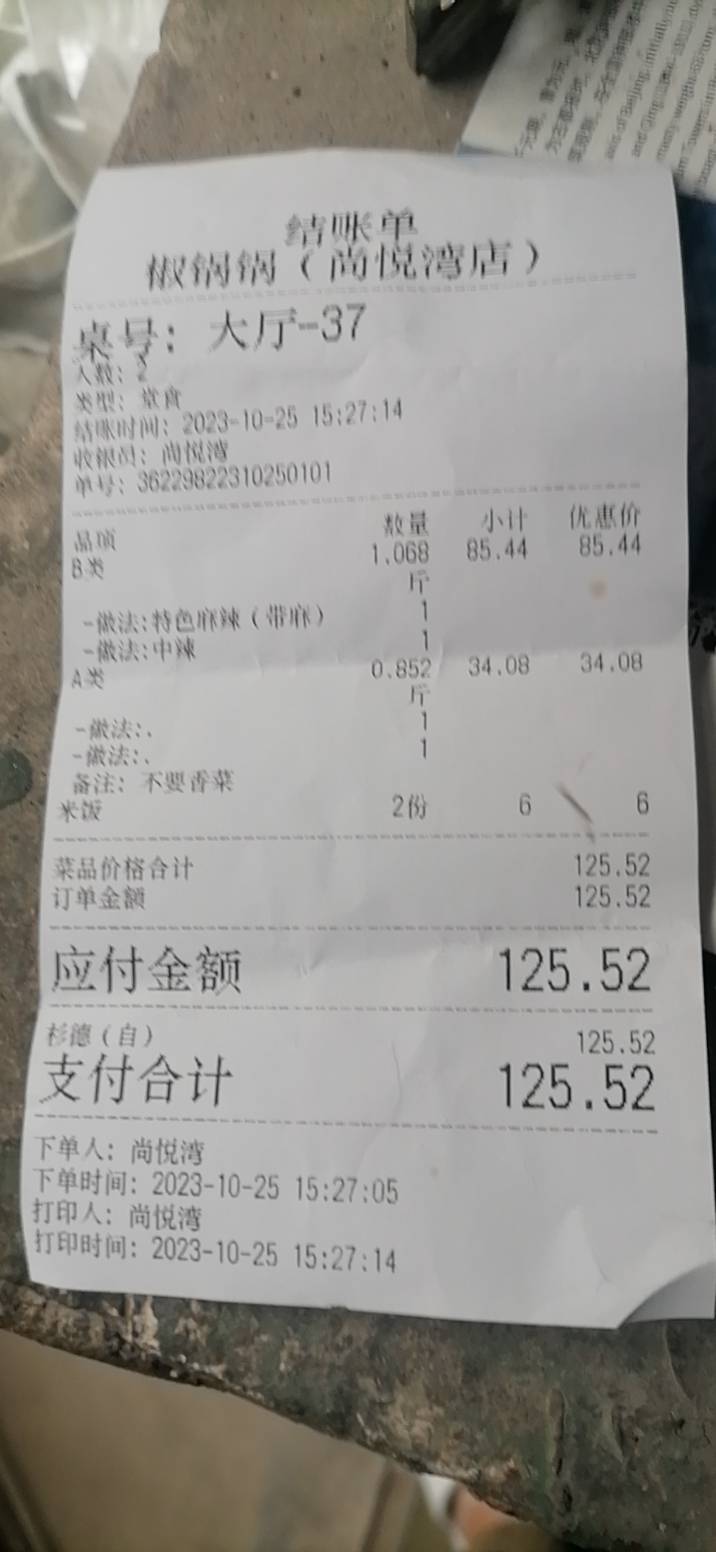 结账单
椒锅锅（尚悦湾店）
桌号：大厅-37
人数：2
类型：堂食
结账时间：2023-10-25 15:27:14
收银员：尚悦湾
单号：36229822310250101
品项 数量 小计 优惠价
B类 1.068 85.44 85.44
斤
-做法:特色麻辣（带麻） 1
-做法:中辣 1
A类 0.852 34.08 34.08
斤
-做法:. 1
-做法:. 1
备注：不要香菜
米饭 2份 6 6
菜品价格合计 125.52
订单金额 125.52
应付金额 125.52
杉德（自） 125.52
支付合计 125.52
下单人：尚悦湾
下单时间：2023-10-25 15:27:05
打印人：尚悦湾
打印时间：2023-10-25 15:27:14